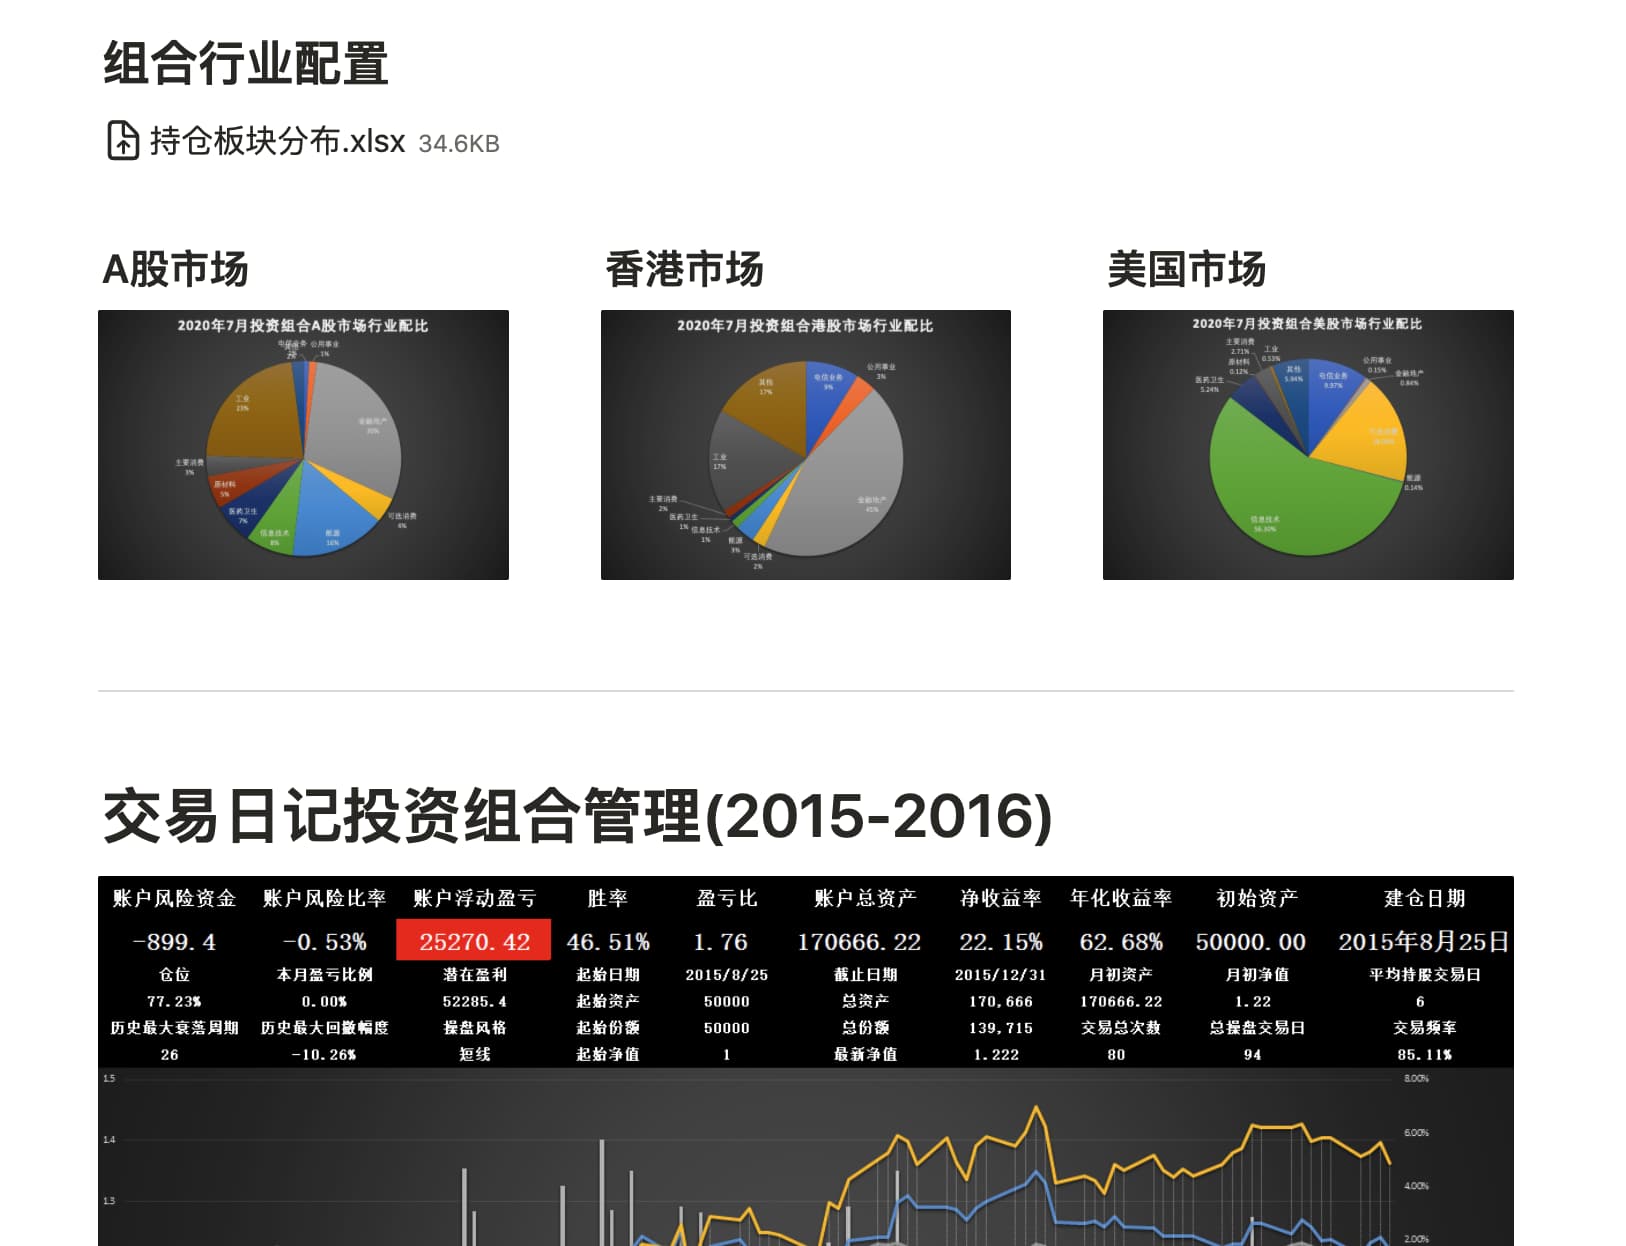 组合行业配置
持仓板块分布.xlsx 34.6KB
A股市场
2020年7月投资组合A股市场行业配比
电信业务
公用事业
1%
金融地产
30%
可选消费
4%
能源
16%
信息技术
8%
医药卫生
7%
原材料
5%
主要消费
3%
工业
23%
2%
香港市场
2020年7月投资组合港股市场行业配比
电信业务
9%
公用事业
3%
金融地产
45%
可选消费
2%
能源
3%
信息技术
1%
医药卫生
1%
主要消费
2%
工业
17%
其他
17%
美国市场
2020年7月投资组合美股市场行业配比
电信业务
9.97%
公用事业
0.15%
金融地产
0.84%
可选消费
能源
0.14%
信息技术
56.30%
医药卫生
5.24%
原材料
0.12%
主要消费
2.71%
工业
0.53%
其他
5.94%
交易日记投资组合管理(2015-2016)
账户风险资金 账户风险比率 账户浮动盈亏 胜率 盈亏比 账户总资产 净收益率 年化收益率 初始资产 建仓日期
-899.4 -0.53% 25270.42 46.51% 1.76 170666.22 22.15% 62.68% 50000.00 2015年8月25日
仓位 本月盈亏比例 潜在盈利 起始日期 2015/8/25 截止日期 2015/12/31 月初资产 月初净值 平均持股交易日
77.23% 0.00% 52285.4 起始资产 50000 总资产 170,666 170666.22 1.22 6
历史最大衰落周期 历史最大回撤幅度 操盘风格 起始份额 50000 总份额 139,715 交易总次数 总操盘交易日 交易频率
26 -10.26% 短线 起始净值 1 最新净值 1.222 80 94 85.11%
1.5 8.00%
1.4 6.00%
1.3 4.00%
2.00%